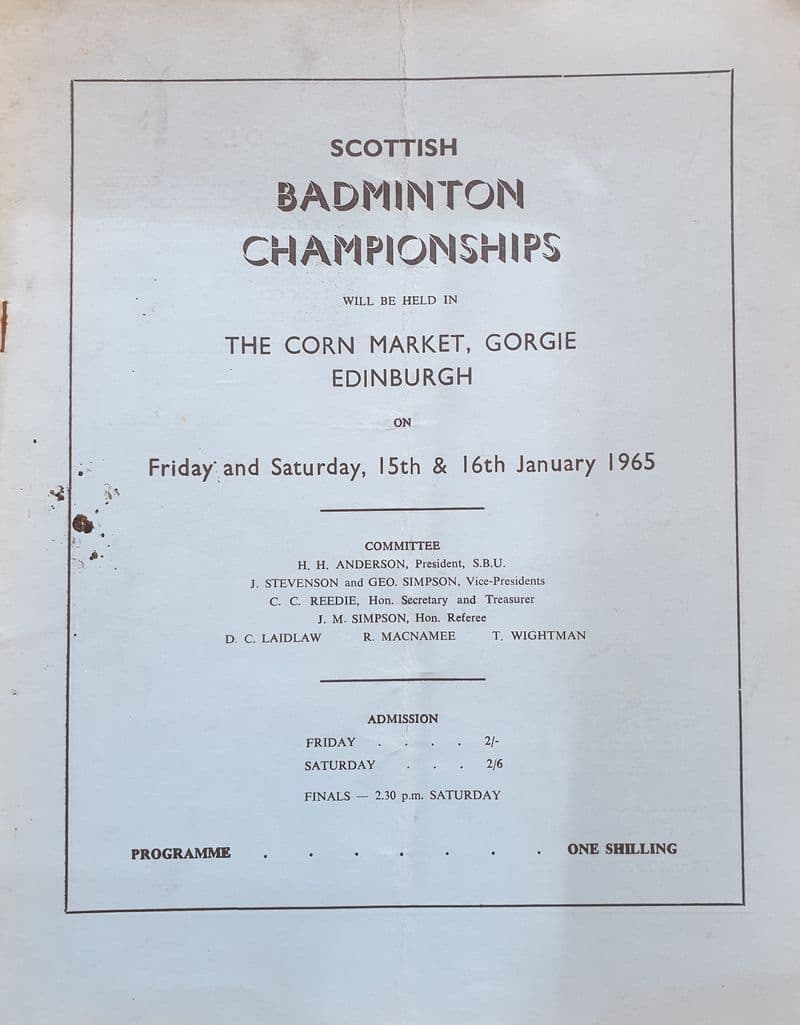 SCOTTISH
BADMINTON
CHAMPIONSHIPS
WILL BE HELD IN
THE CORN MARKET, GORGIE
EDINBURGH
ON
Friday and Saturday, 15th & 16th January 1965
COMMITTEE
H. H. ANDERSON, President, S.B.U.
J. STEVENSON and GEO. SIMPSON, Vice-Presidents
C. C. REEDIE, Hon. Secretary and Treasurer
J. M. SIMPSON, Hon. Referee
D. C. LAIDLAW R. MACNAMEE T. WIGHTMAN
ADMISSION
FRIDAY . . . . 2/-
SATURDAY . . . 2/6
FINALS — 2.30 p.m. SATURDAY
PROGRAMME . . . . . . . ONE SHILLING